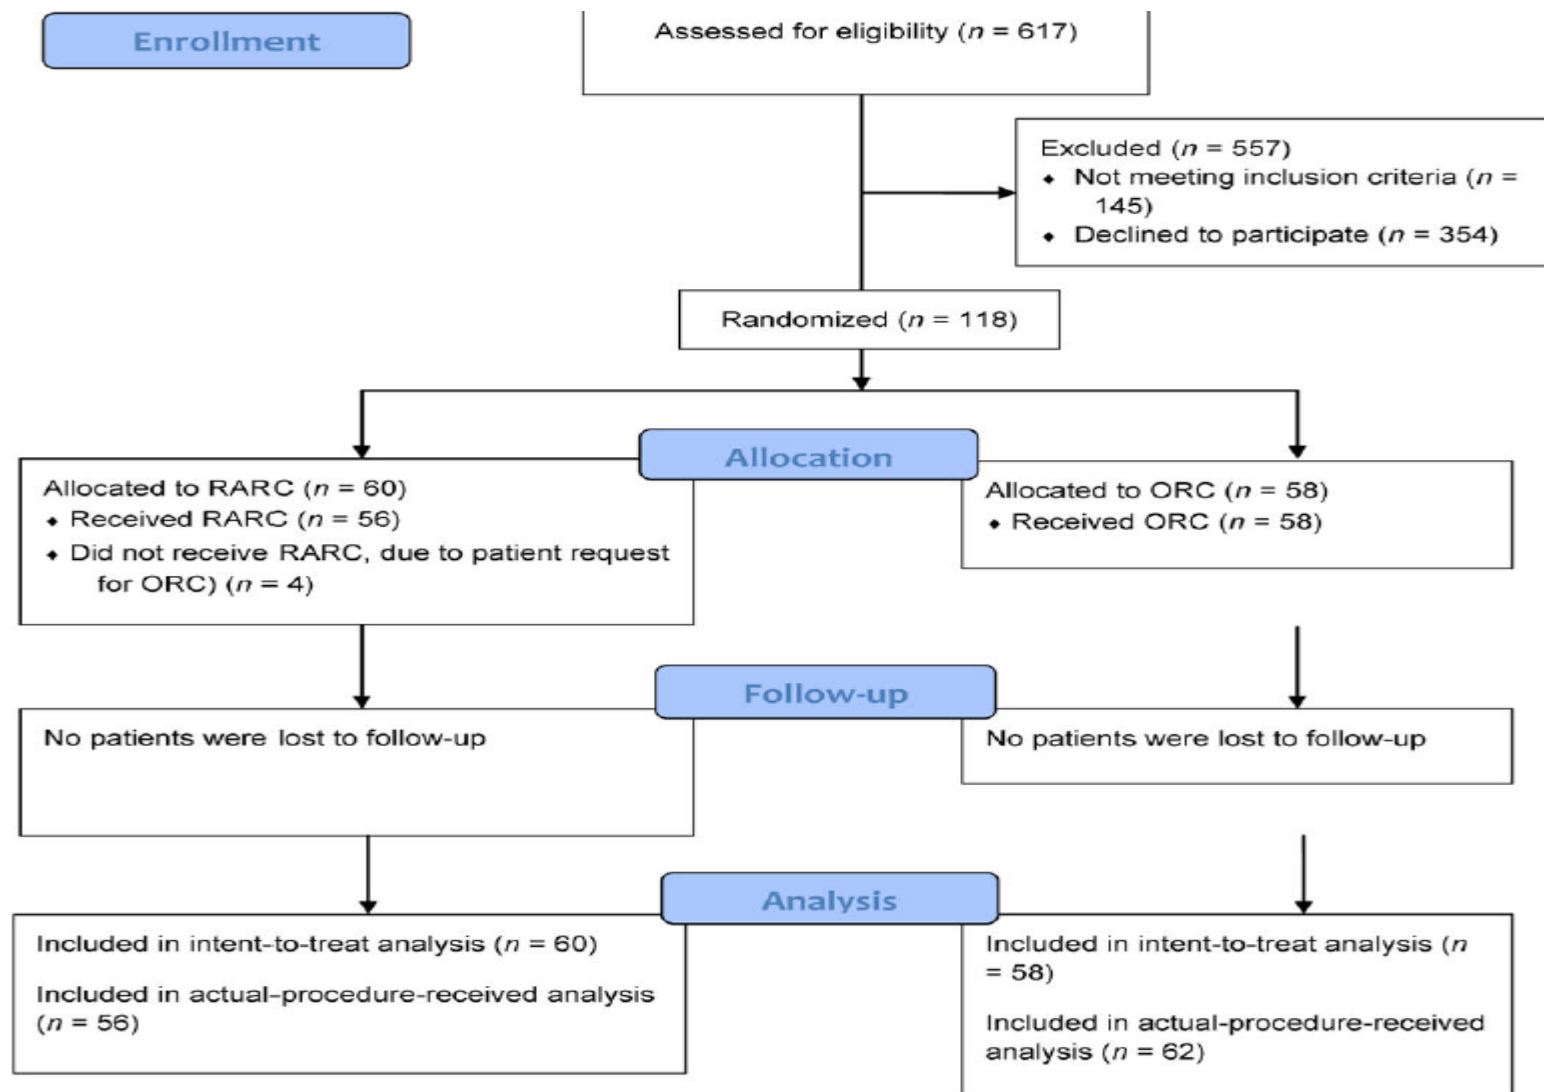 Enrollment
Assessed for eligibility (n = 617)
Excluded (n = 557)
⬥ Not meeting inclusion criteria (n =
145)
⬥ Declined to participate (n = 354)
Randomized (n = 118)
Allocation
Allocated to RARC (n = 60)
⬥ Received RARC (n = 56)
⬥ Did not receive RARC, due to patient request
for ORC) (n = 4)
Allocated to ORC (n = 58)
⬥ Received ORC (n = 58)
Follow-up
No patients were lost to follow-up
No patients were lost to follow-up
Analysis
Included in intent-to-treat analysis (n = 60)
Included in actual-procedure-received analysis
(n = 56)
Included in intent-to-treat analysis (n
= 58)
Included in actual-procedure-received
analysis (n = 62)